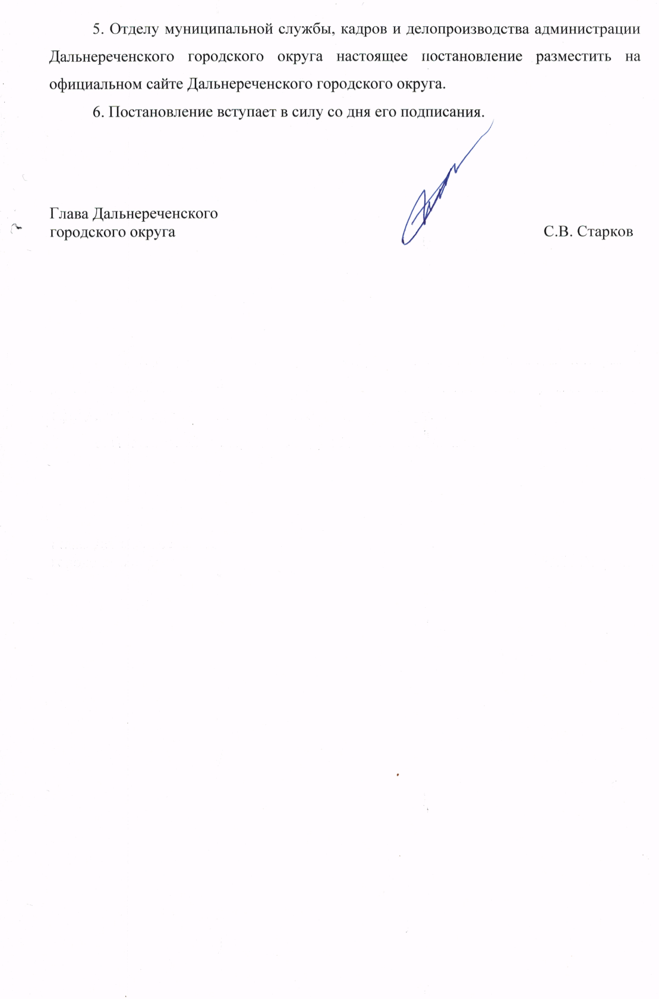 5. Отделу муниципальной службы, кадров и делопроизводства администрации
Дальнереченского городского округа настоящее постановление разместить на
официальном сайте Дальнереченского городского округа.
6. Постановление вступает в силу со дня его подписания.
Глава Дальнереченского
городского округа
С.В. Старков